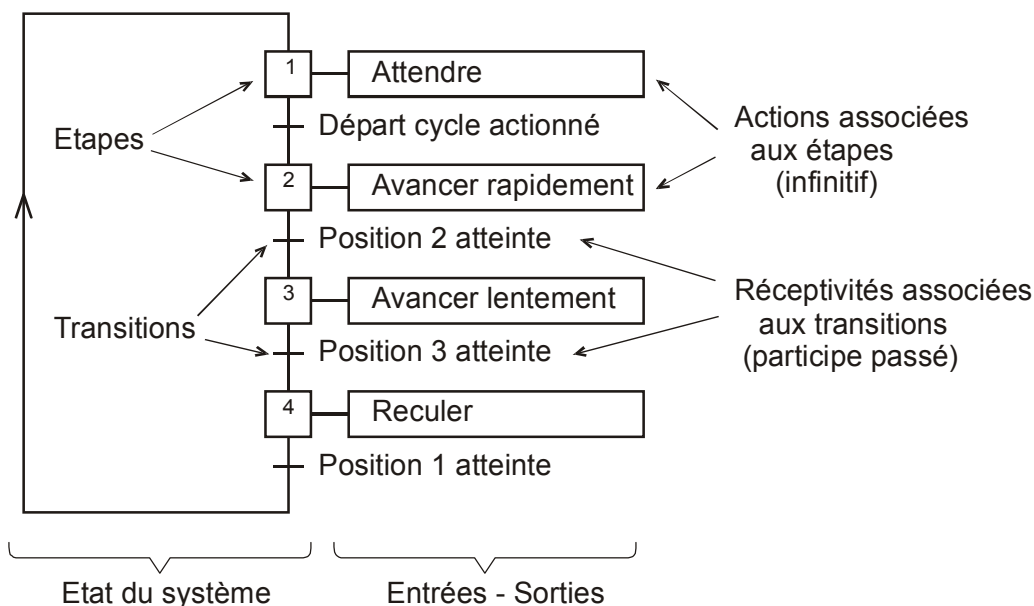 1 Attendre
Départ cycle actionné
Etapes
2 Avancer rapidement
Position 2 atteinte
3 Avancer lentement
Transitions
Position 3 atteinte
4 Reculer
Position 1 atteinte
Actions associées
aux étapes
(infinitif)
Réceptivités associées
aux transitions
(participe passé)
Etat du système
Entrées - Sorties